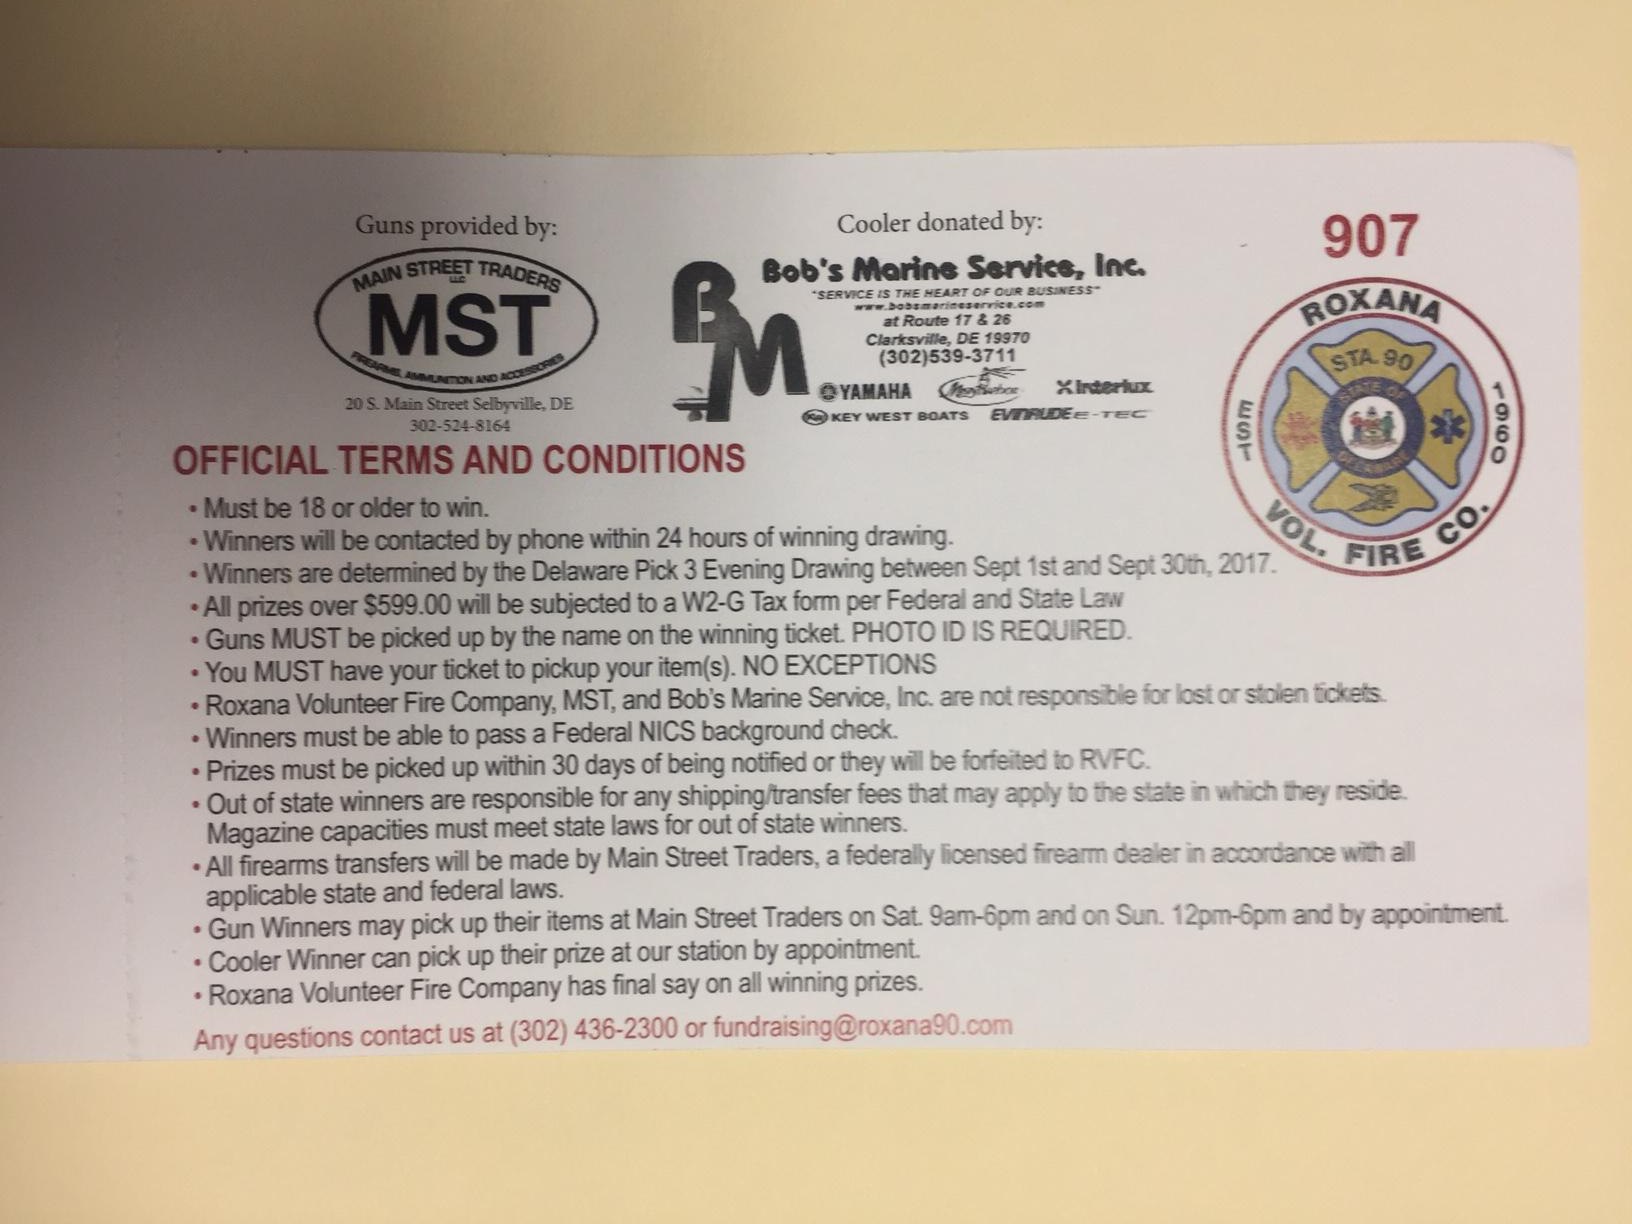 Guns provided by:
MAIN STREET TRADERS
LLC
MST
FIREARMS, AMMUNITION AND ACCESSORIES
20 S. Main Street Selbyville, DE
302-524-8164
Cooler donated by:
BM
Bob's Marine Service, Inc.
"SERVICE IS THE HEART OF OUR BUSINESS"
www.bobsmarineservice.com
at Route 17 & 26
Clarksville, DE 19970
(302)539-3711
YAMAHA
Interlux
KEY WEST BOATS EVINRUDE E-TEC
907
ROXANA
STA. 90
STATE OF
DELAWARE
EST
1960
VOL. FIRE CO.
OFFICIAL TERMS AND CONDITIONS
• Must be 18 or older to win.
• Winners will be contacted by phone within 24 hours of winning drawing.
• Winners are determined by the Delaware Pick 3 Evening Drawing between Sept 1st and Sept 30th, 2017.
• All prizes over $599.00 will be subjected to a W2-G Tax form per Federal and State Law
• Guns MUST be picked up by the name on the winning ticket. PHOTO ID IS REQUIRED.
• You MUST have your ticket to pickup your item(s). NO EXCEPTIONS
• Roxana Volunteer Fire Company, MST, and Bob's Marine Service, Inc. are not responsible for lost or stolen tickets.
• Winners must be able to pass a Federal NICS background check.
• Prizes must be picked up within 30 days of being notified or they will be forfeited to RVFC.
• Out of state winners are responsible for any shipping/transfer fees that may apply to the state in which they reside.
Magazine capacities must meet state laws for out of state winners.
• All firearms transfers will be made by Main Street Traders, a federally licensed firearm dealer in accordance with all
applicable state and federal laws.
• Gun Winners may pick up their items at Main Street Traders on Sat. 9am-6pm and on Sun. 12pm-6pm and by appointment.
• Cooler Winner can pick up their prize at our station by appointment.
• Roxana Volunteer Fire Company has final say on all winning prizes.
Any questions contact us at (302) 436-2300 or fundraising@roxana90.com